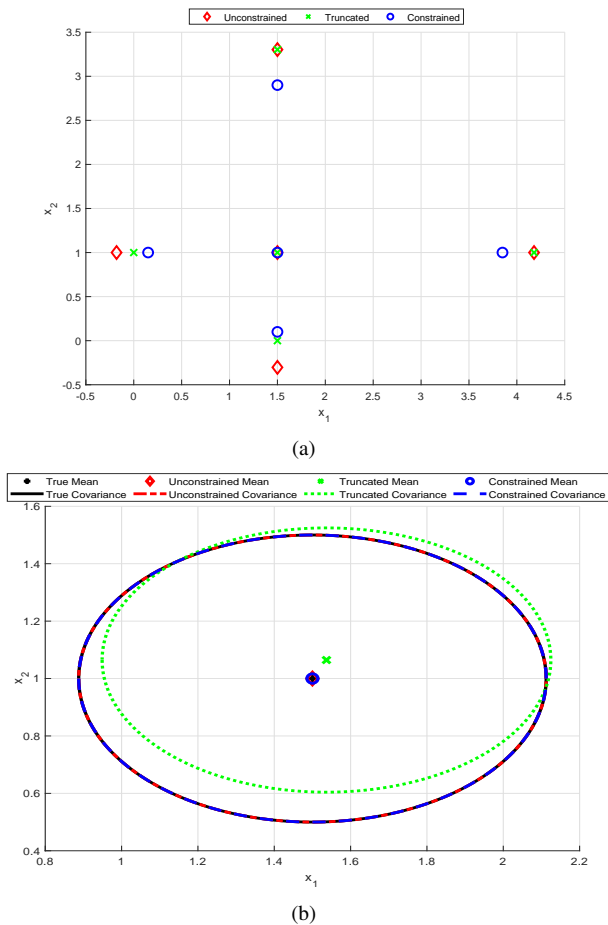 Unconstrained Truncated Constrained
3.5
3
2.5
2
1.5
1
0.5
0
-0.5
x2
-0.5 0 0.5 1 1.5 2 2.5 3 3.5 4 4.5
x1
(a)
True Mean Unconstrained Mean Truncated Mean Constrained Mean
True Covariance Unconstrained Covariance Truncated Covariance Constrained Covariance
1.6
1.4
1.2
1
0.8
0.6
0.4
x2
0.8 1 1.2 1.4 1.6 1.8 2 2.2
x1
(b)